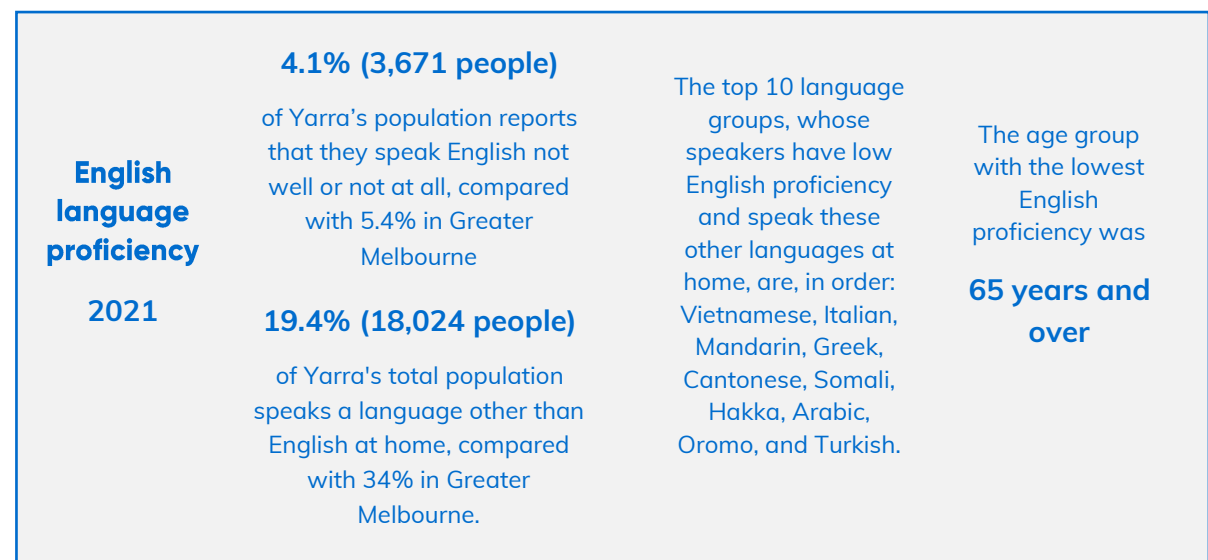 English
language
proficiency
2021
4.1% (3,671 people)
of Yarra’s population reports
that they speak English not
well or not at all, compared
with 5.4% in Greater
Melbourne
19.4% (18,024 people)
of Yarra's total population
speaks a language other than
English at home, compared
with 34% in Greater
Melbourne.
The top 10 language
groups, whose
speakers have low
English proficiency
and speak these
other languages at
home, are, in order:
Vietnamese, Italian,
Mandarin, Greek,
Cantonese, Somali,
Hakka, Arabic,
Oromo, and Turkish.
The age group
with the lowest
English
proficiency was
65 years and
over